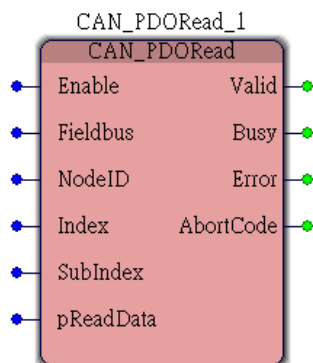 CAN_PDORead_1
CAN_PDORead
Enable Valid
Fieldbus Busy
NodeID Error
Index AbortCode
SubIndex
pReadData